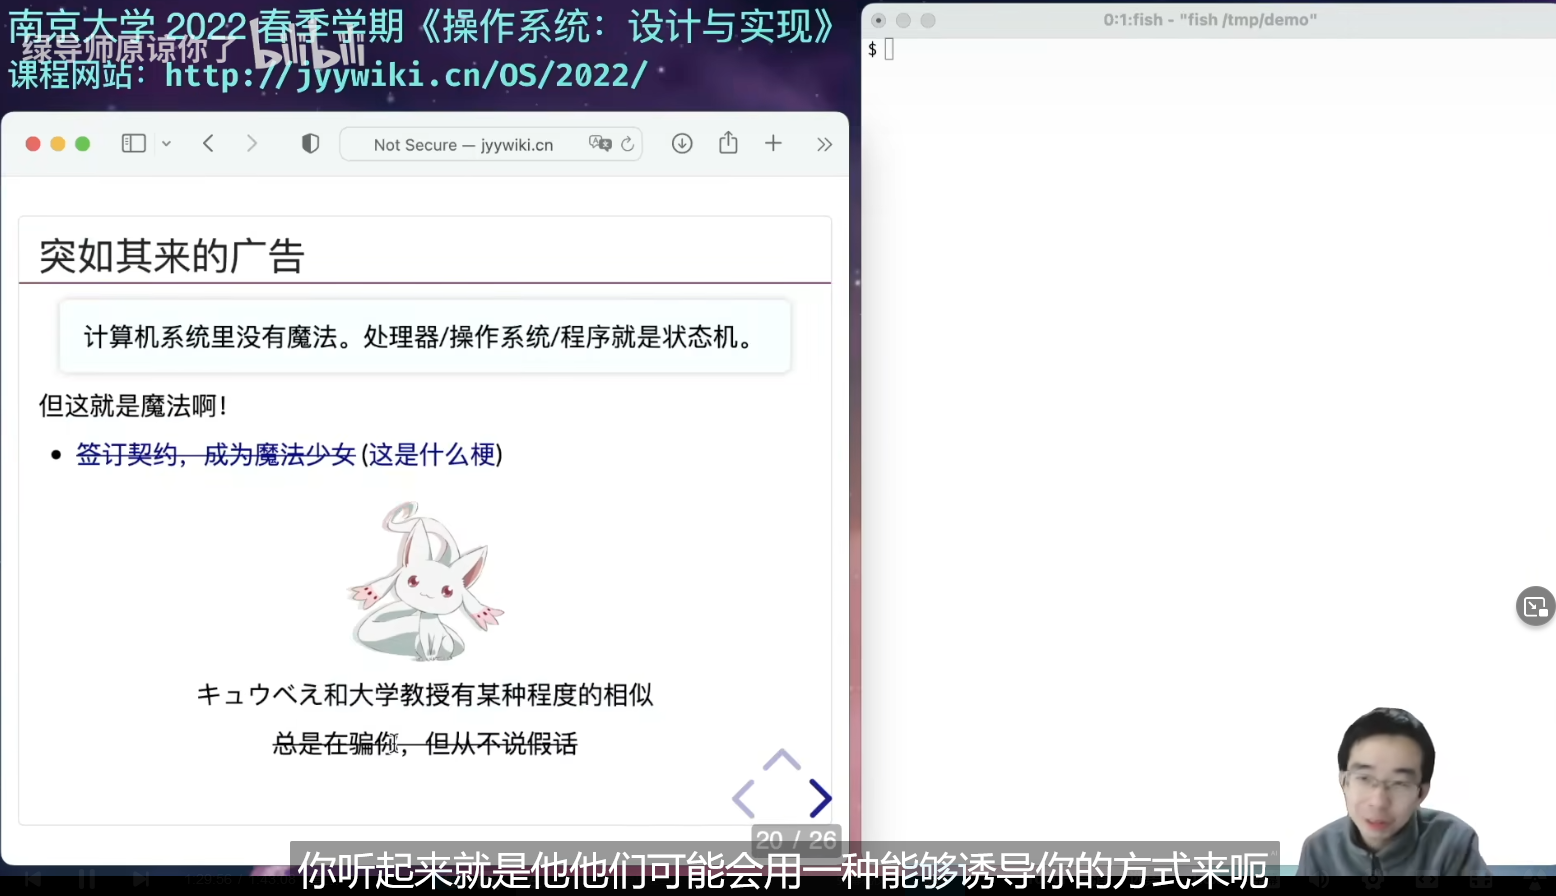 南京大学 2022 春季学期《操作系统：设计与实现》
绿导师原谅你了 bilibili
课程网站：http://jyywiki.cn/OS/2022/
0:1:fish - "fish /tmp/demo"
$
Not Secure — jyywiki.cn
突如其来的广告
计算机系统里没有魔法。处理器/操作系统/程序就是状态机。
但这就是魔法啊！
签订契约，成为魔法少女 (这是什么梗)
キュウべえ和大学教授有某种程度的相似
总是在骗你，但从不说假话
20 / 26
你听起来就是他他们可能会用一种能够诱导你的方式来呃